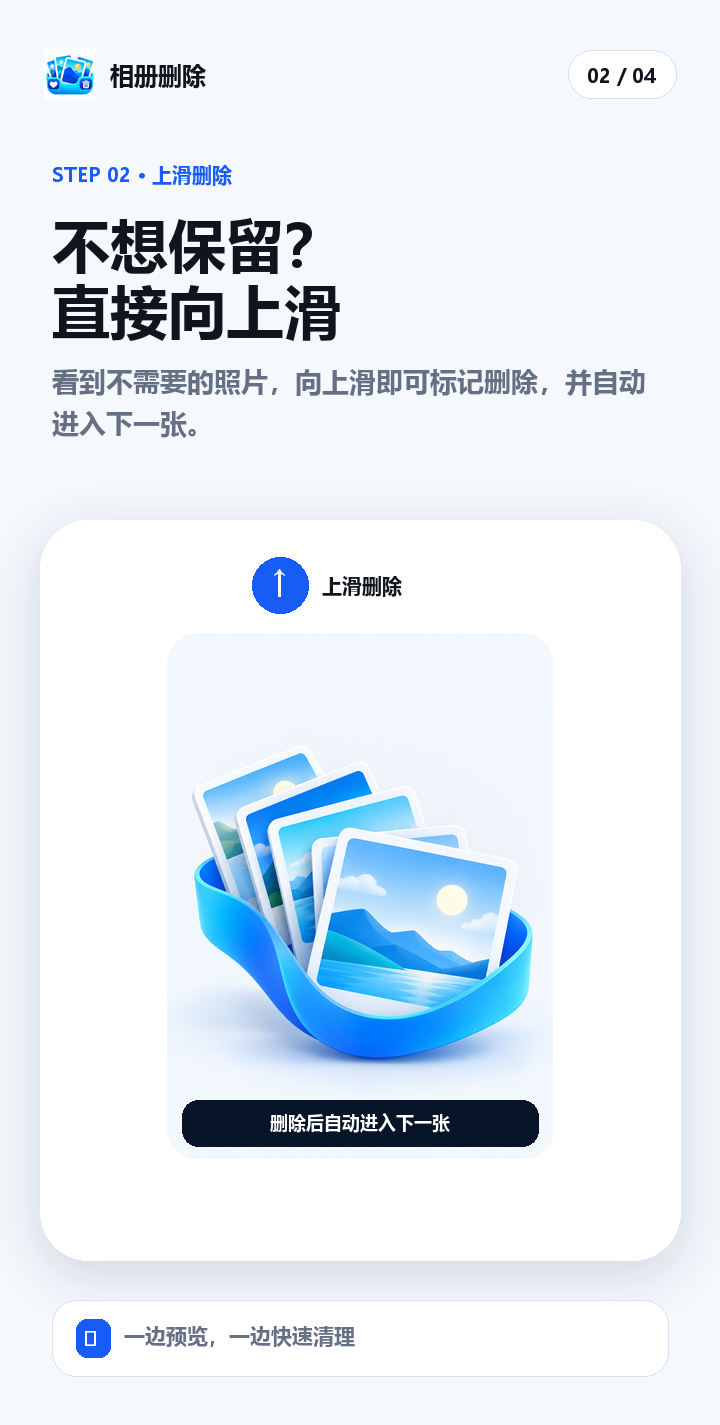 相册删除
02 / 04
STEP 02 • 上滑删除
不想保留？
直接向上滑
看到不需要的照片，向上滑即可标记删除，并自动
进入下一张。
↑ 上滑删除
删除后自动进入下一张
一边预览，一边快速清理